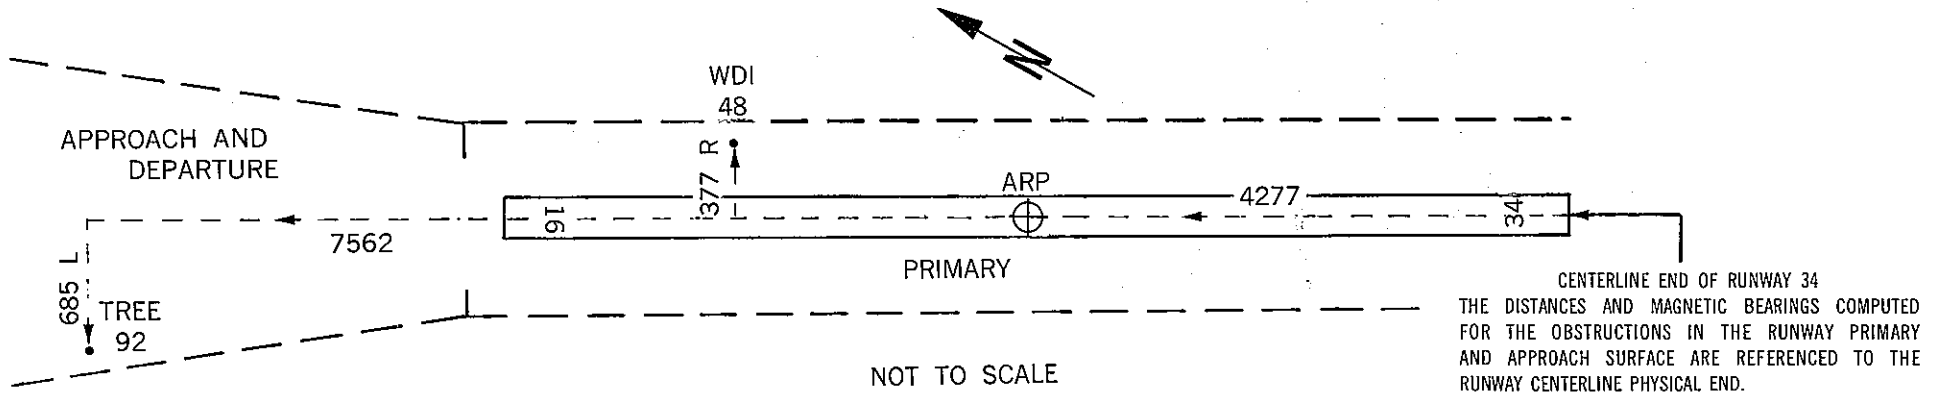 N
WDI
48
APPROACH AND
DEPARTURE
377 R
ARP
4277
16
34
7562
PRIMARY
685 L
TREE
92
CENTERLINE END OF RUNWAY 34
THE DISTANCES AND MAGNETIC BEARINGS COMPUTED
FOR THE OBSTRUCTIONS IN THE RUNWAY PRIMARY
AND APPROACH SURFACE ARE REFERENCED TO THE
RUNWAY CENTERLINE PHYSICAL END.
NOT TO SCALE